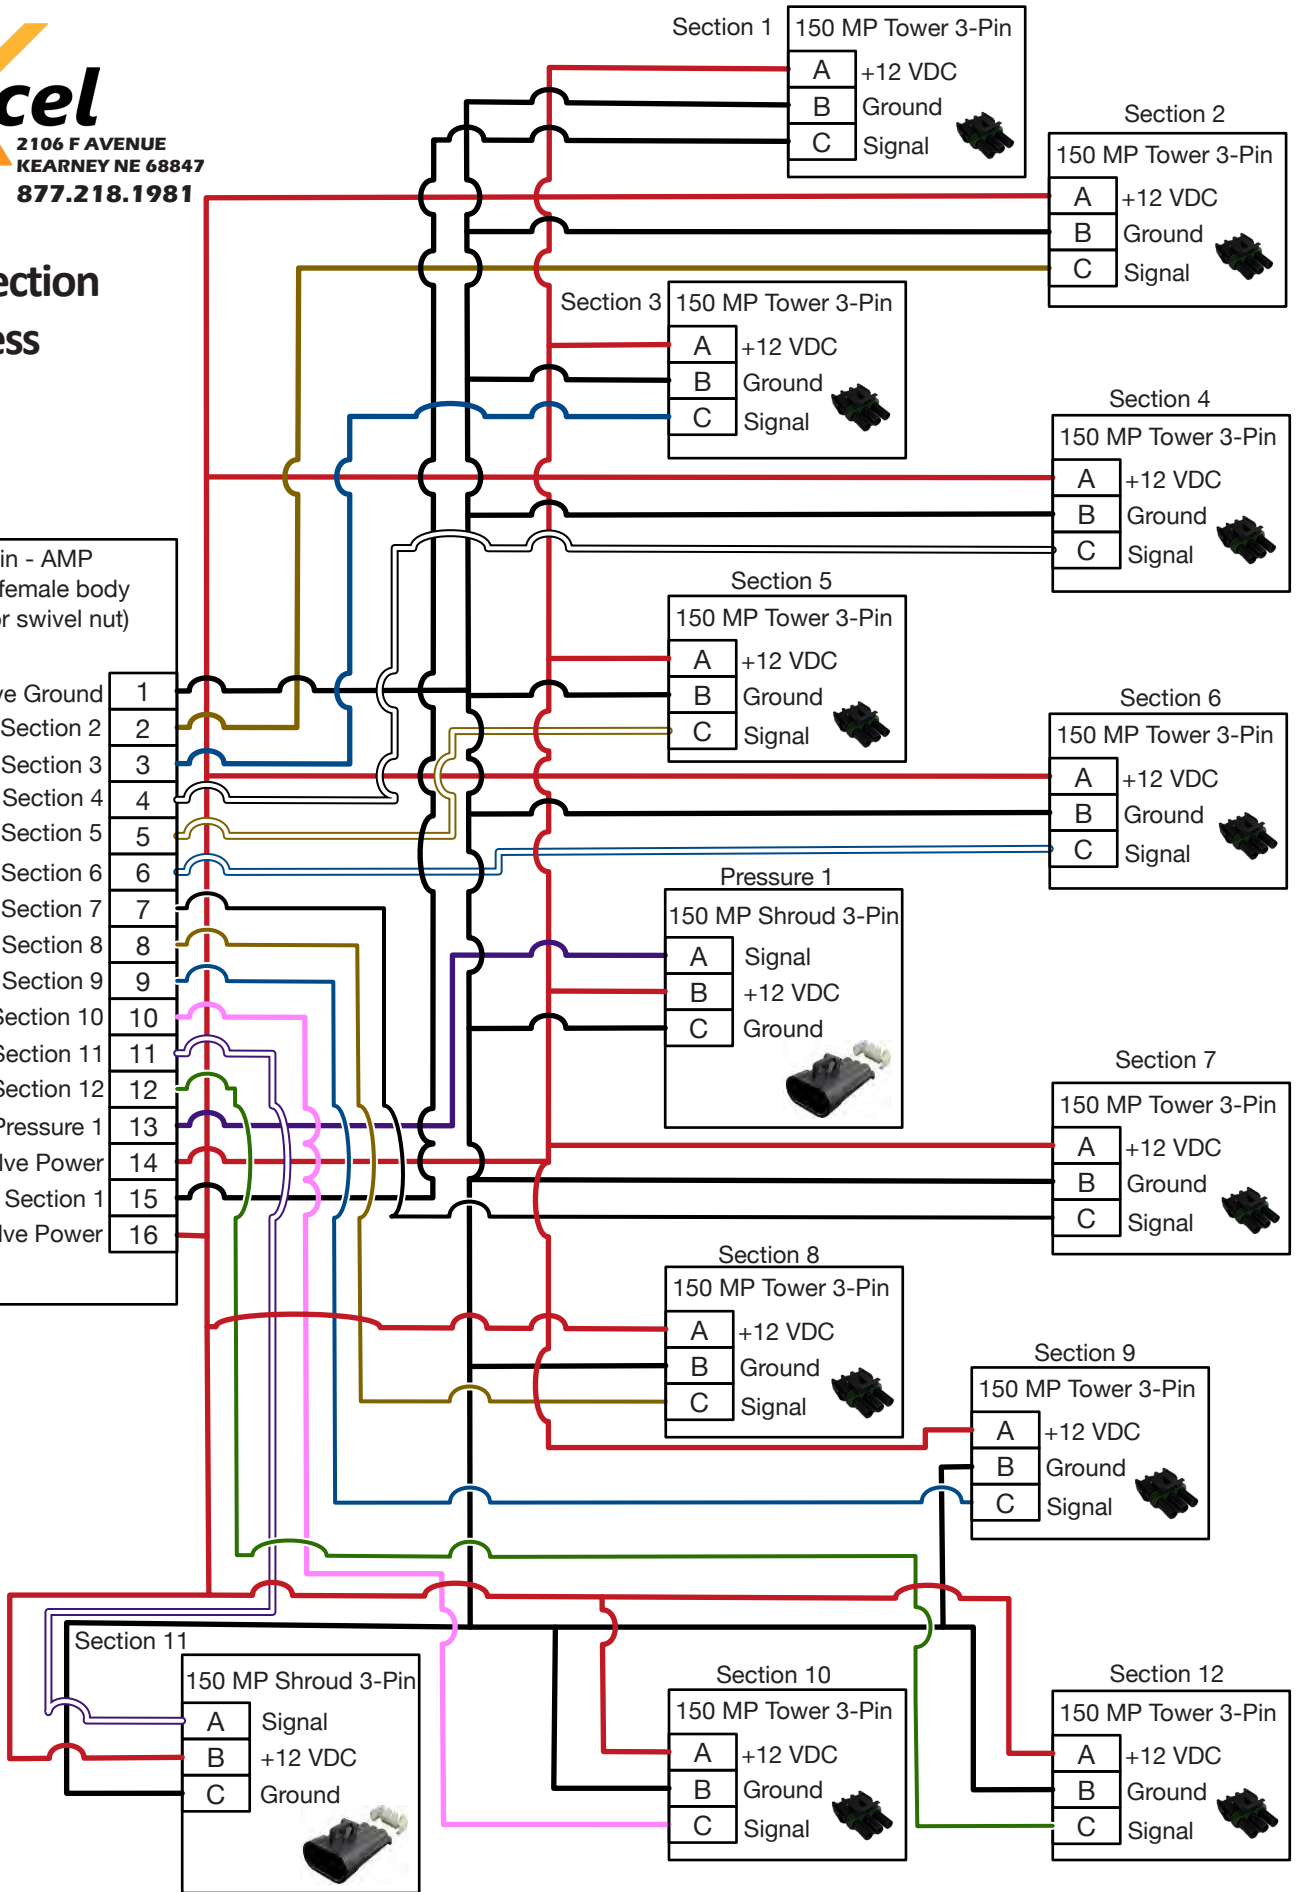 cel
2106 F AVENUE
KEARNEY NE 68847
877.218.1981
ection
ess
Section 1
150 MP Tower 3-Pin
A +12 VDC
B Ground
C Signal
Section 2
150 MP Tower 3-Pin
A +12 VDC
B Ground
C Signal
Section 3
150 MP Tower 3-Pin
A +12 VDC
B Ground
C Signal
Section 4
150 MP Tower 3-Pin
A +12 VDC
B Ground
C Signal
in - AMP
female body
or swivel nut)
ve Ground 1
Section 2 2
Section 3 3
Section 4 4
Section 5 5
Section 6 6
Section 7 7
Section 8 8
Section 9 9
Section 10 10
Section 11 11
Section 12 12
Pressure 1 13
lve Power 14
Section 1 15
lve Power 16
Section 5
150 MP Tower 3-Pin
A +12 VDC
B Ground
C Signal
Section 6
150 MP Tower 3-Pin
A +12 VDC
B Ground
C Signal
Pressure 1
150 MP Shroud 3-Pin
A Signal
B +12 VDC
C Ground
Section 7
150 MP Tower 3-Pin
A +12 VDC
B Ground
C Signal
Section 8
150 MP Tower 3-Pin
A +12 VDC
B Ground
C Signal
Section 9
150 MP Tower 3-Pin
A +12 VDC
B Ground
C Signal
Section 11
150 MP Shroud 3-Pin
A Signal
B +12 VDC
C Ground
Section 10
150 MP Tower 3-Pin
A +12 VDC
B Ground
C Signal
Section 12
150 MP Tower 3-Pin
A +12 VDC
B Ground
C Signal